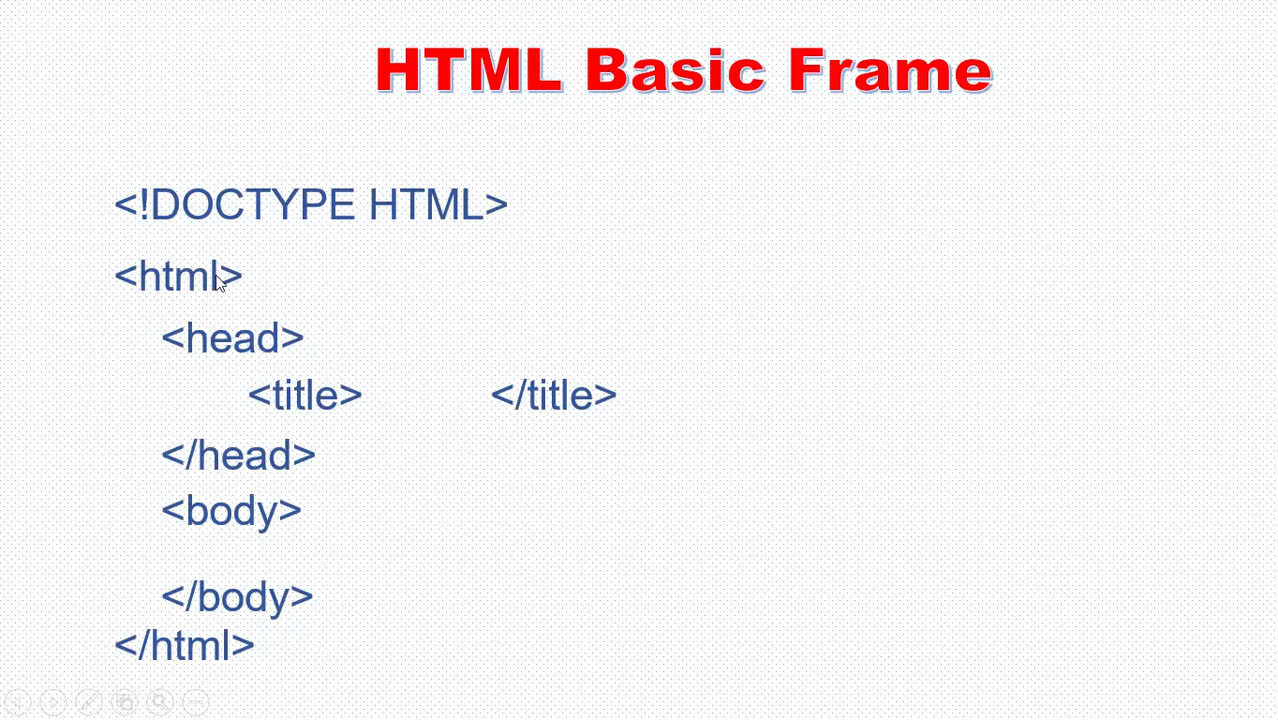 HTML Basic Frame
<!DOCTYPE HTML>
<html>
<head>
<title> </title>
</head>
<body>
</body>
</html>